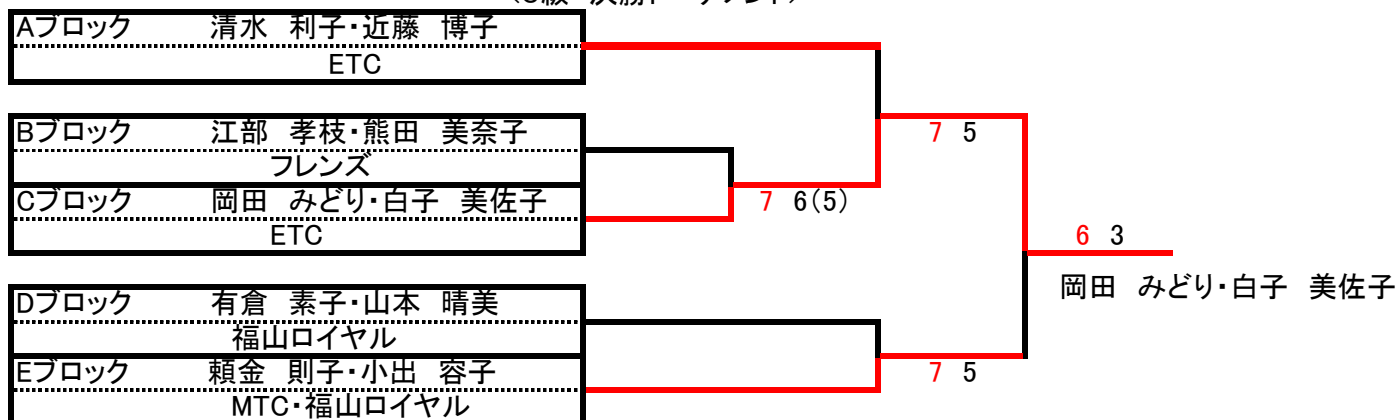 Aブロック 清水 利子・近藤 博子
ETC
Bブロック 江部 孝枝・熊田 美奈子
フレンズ
7 5
Cブロック 岡田 みどり・白子 美佐子
7 6(5)
ETC
6 3
岡田 みどり・白子 美佐子
Dブロック 有倉 素子・山本 晴美
福山ロイヤル
Eブロック 頼金 則子・小出 容子
7 5
MTC・福山ロイヤル